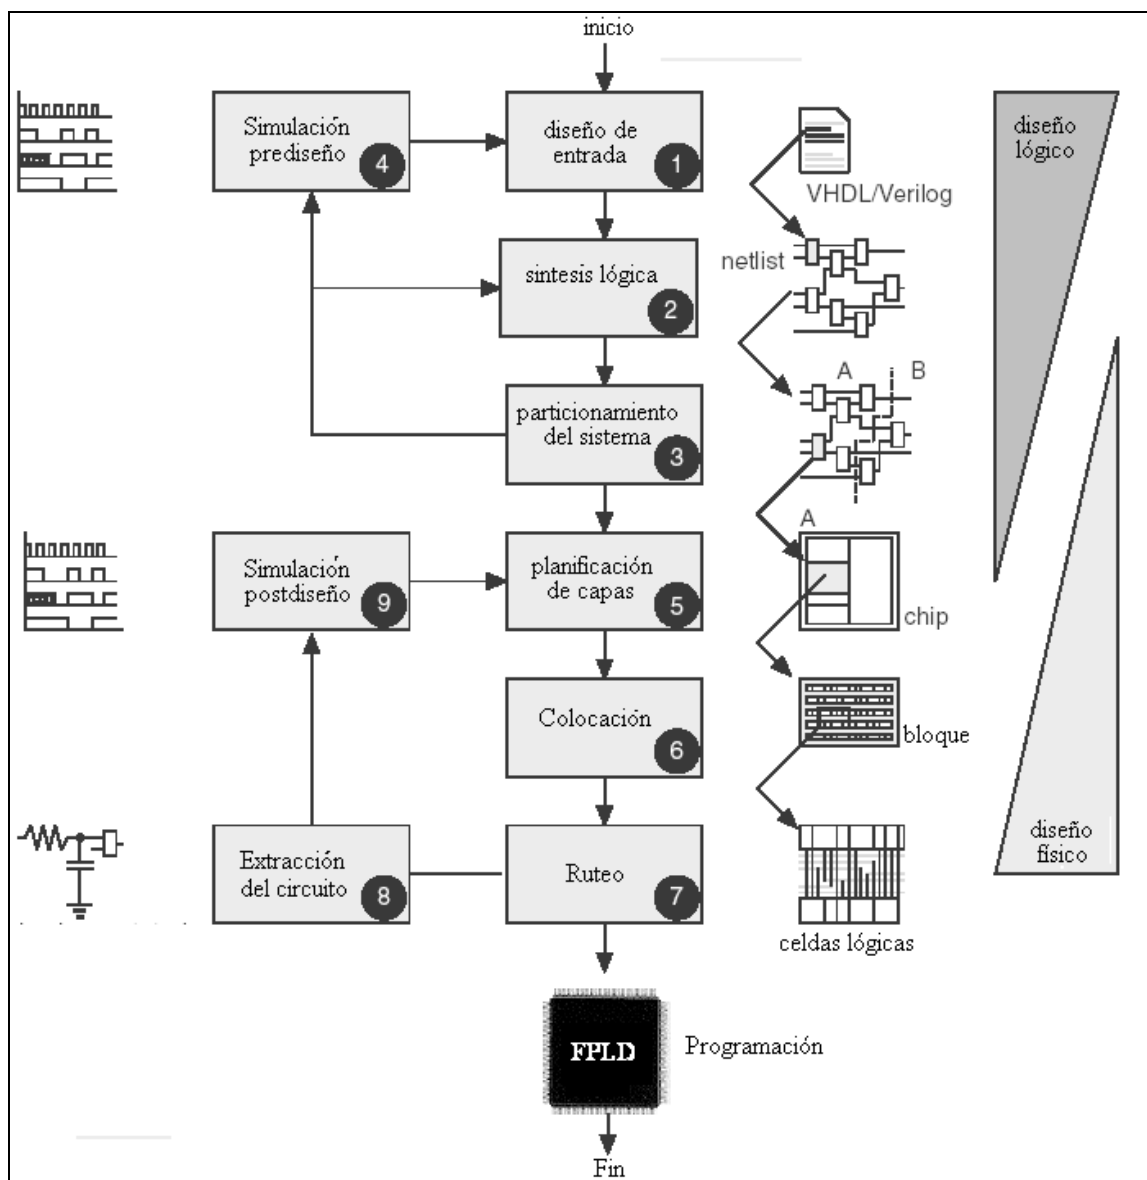 inicio
Simulación
prediseño
4
diseño de
entrada
1
VHDL/Verilog
diseño
lógico
sintesis lógica
2
netlist
particionamiento
del sistema
3
A
B
Simulación
postdiseño
9
planificación
de capas
5
A
chip
Colocación
6
bloque
Extracción
del circuito
8
Ruteo
7
celdas lógicas
diseño
físico
FPLD
Programación
Fin